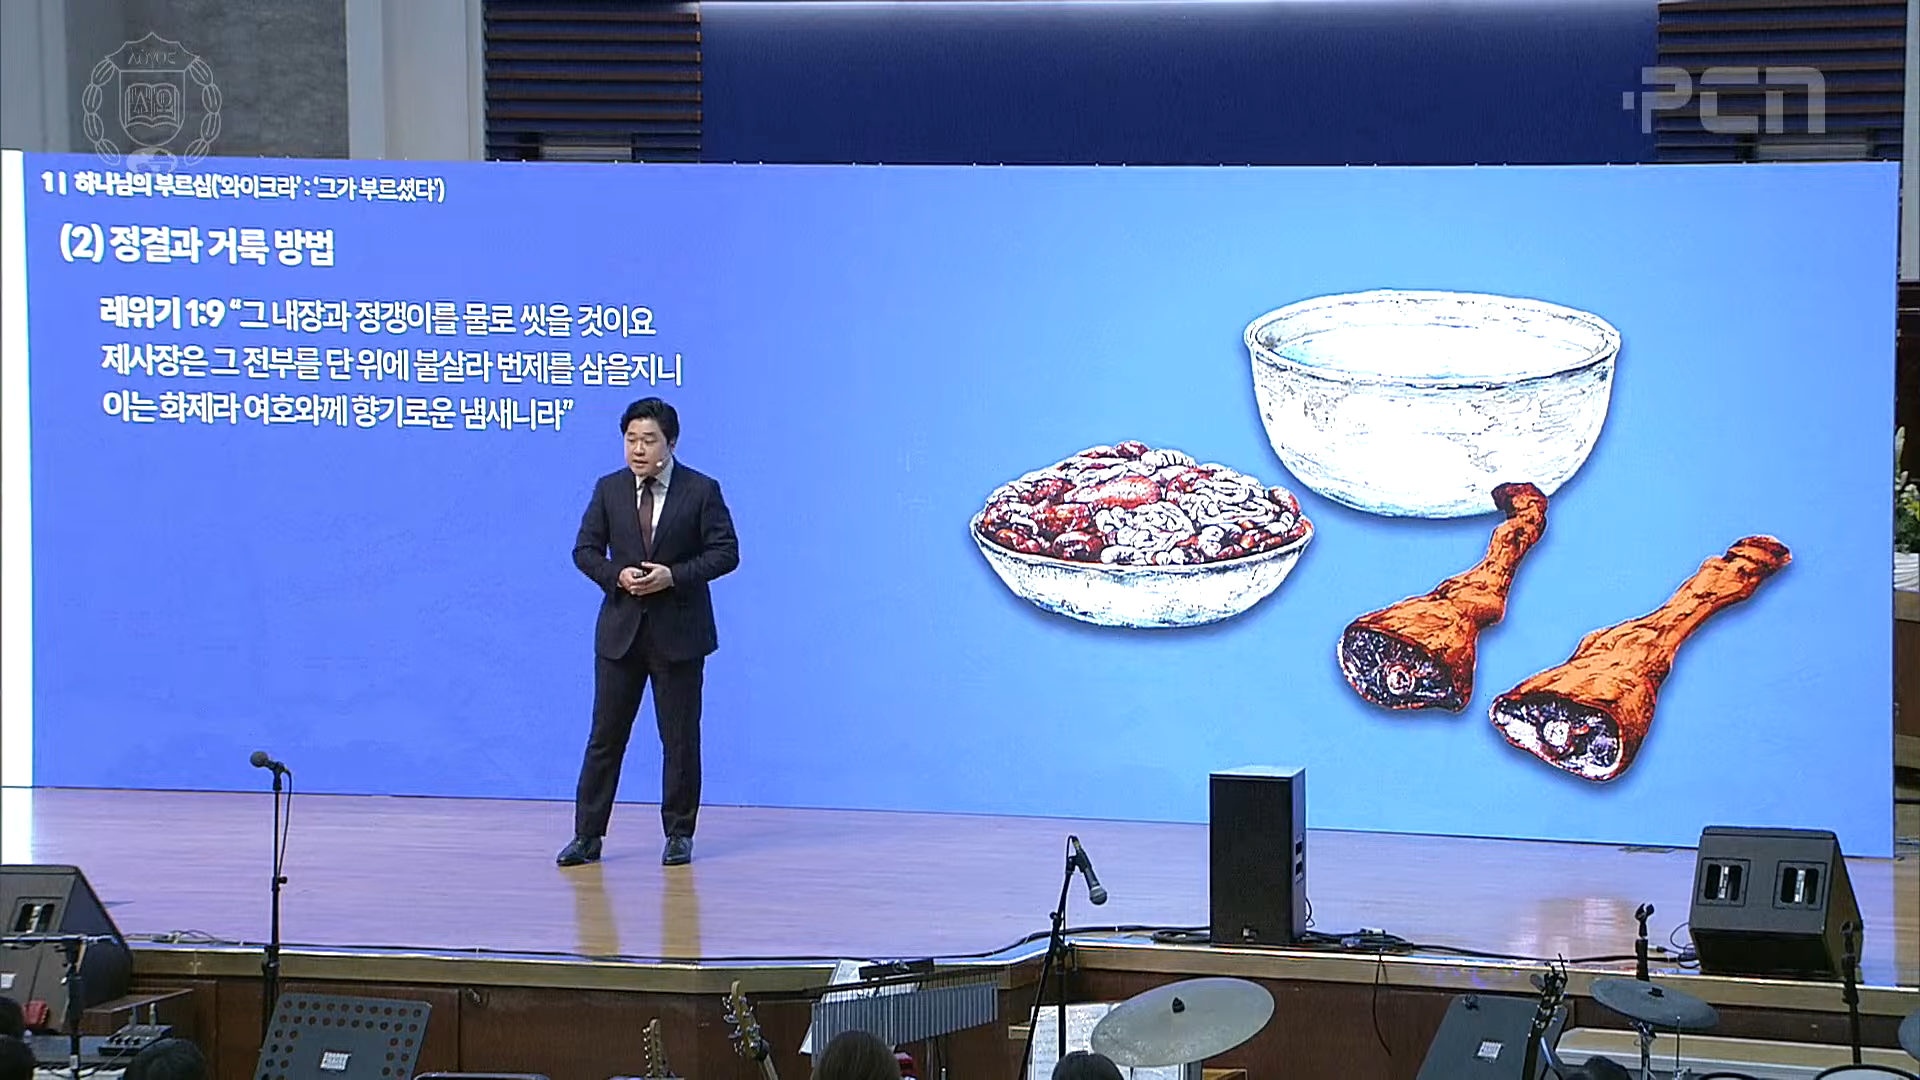 ΛΟΓΟΣ
Α Ω
PCN
1 | 하나님의 부르심('와이크라' : '그가 부르셨다')
(2) 정결과 거룩 방법
레위기 1:9 “그 내장과 정갱이를 물로 씻을 것이요
제사장은 그 전부를 단 위에 불살라 번제를 삼을지니
이는 화제라 여호와께 향기로운 냄새니라”